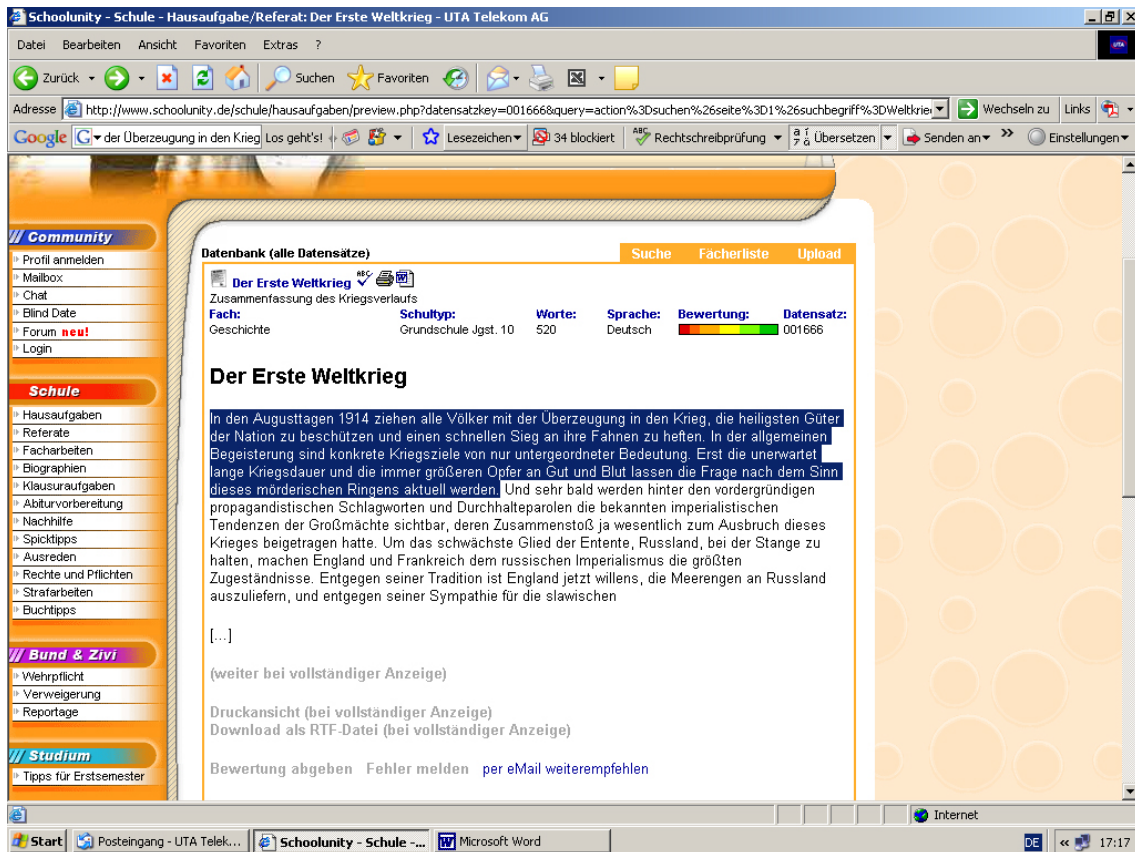 Schoolunity - Schule - Hausaufgabe/Referat: Der Erste Weltkrieg - UTA Telekom AG
Datei Bearbeiten Ansicht Favoriten Extras ?
Zurück Suchen Favoriten
Adresse http://www.schoolunity.de/schule/hausaufgaben/preview.php?datensatzkey=001666&query=action%3Dsuchen%26seite%3D1%26suchbegriff%3DWeltkrie Wechseln zu Links
Google G der Überzeugung in den Krieg Los geht's! Lesezeichen 34 blockiert Rechtschreibprüfung Übersetzen Senden an » Einstellungen
// Community
Profil anmelden
Mailbox
Chat
Blind Date
Forum neu!
Login
Schule
Hausaufgaben
Referate
Facharbeiten
Biographien
Klausuraufgaben
Abiturvorbereitung
Nachhilfe
Spicktipps
Ausreden
Rechte und Pflichten
Strafarbeiten
Buchtipps
// Bund & Zivi
Wehrpflicht
Verweigerung
Reportage
// Studium
Tipps für Erstsemester
Datenbank (alle Datensätze) Suche Fächerliste Upload
Der Erste Weltkrieg
Zusammenfassung des Kriegsverlaufs
Fach: Schultyp: Worte: Sprache: Bewertung: Datensatz:
Geschichte Grundschule Jgst. 10 520 Deutsch 001666
Der Erste Weltkrieg
In den Augusttagen 1914 ziehen alle Völker mit der Überzeugung in den Krieg, die heiligsten Güter
der Nation zu beschützen und einen schnellen Sieg an ihre Fahnen zu heften. In der allgemeinen
Begeisterung sind konkrete Kriegsziele von nur untergeordneter Bedeutung. Erst die unerwartet
lange Kriegsdauer und die immer größeren Opfer an Gut und Blut lassen die Frage nach dem Sinn
dieses mörderischen Ringens aktuell werden. Und sehr bald werden hinter den vordergründigen
propagandistischen Schlagworten und Durchhalteparolen die bekannten imperialistischen
Tendenzen der Großmächte sichtbar, deren Zusammenstoß ja wesentlich zum Ausbruch dieses
Krieges beigetragen hatte. Um das schwächste Glied der Entente, Russland, bei der Stange zu
halten, machen England und Frankreich dem russischen Imperialismus die größten
Zugeständnisse. Entgegen seiner Tradition ist England jetzt willens, die Meerengen an Russland
auszuliefern, und entgegen seiner Sympathie für die slawischen
[...]
(weiter bei vollständiger Anzeige)
Druckansicht (bei vollständiger Anzeige)
Download als RTF-Datei (bei vollständiger Anzeige)
Bewertung abgeben Fehler melden per eMail weiterempfehlen
Internet
Start Posteingang - UTA Telek... Schoolunity - Schule -... Microsoft Word DE « 17:17